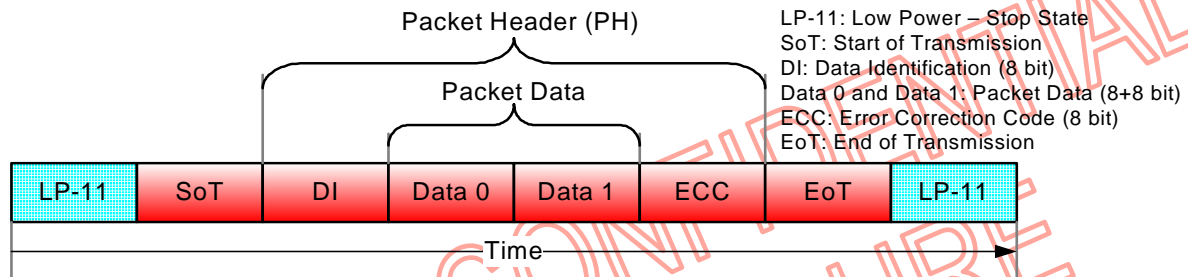 Packet Header (PH)
Packet Data
LP-11: Low Power – Stop State
SoT: Start of Transmission
DI: Data Identification (8 bit)
Data 0 and Data 1: Packet Data (8+8 bit)
ECC: Error Correction Code (8 bit)
EoT: End of Transmission
LP-11 SoT DI Data 0 Data 1 ECC EoT LP-11
Time
CONFIDENTIAL